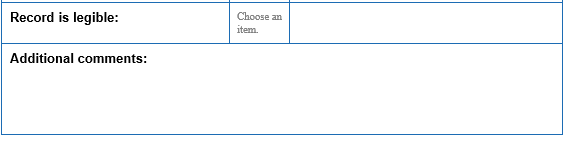 Record is legible:
Choose an
item.
Additional comments: